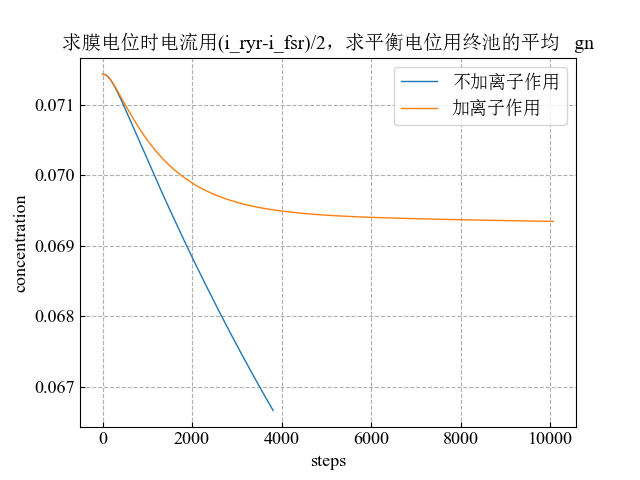 求膜电位时电流用(i_ryr-i_fsr)/2，求平衡电位用终池的平均 gn
不加离子作用
加离子作用
0.071
0.070
0.069
0.068
0.067
concentration
0 2000 4000 6000 8000 10000
steps